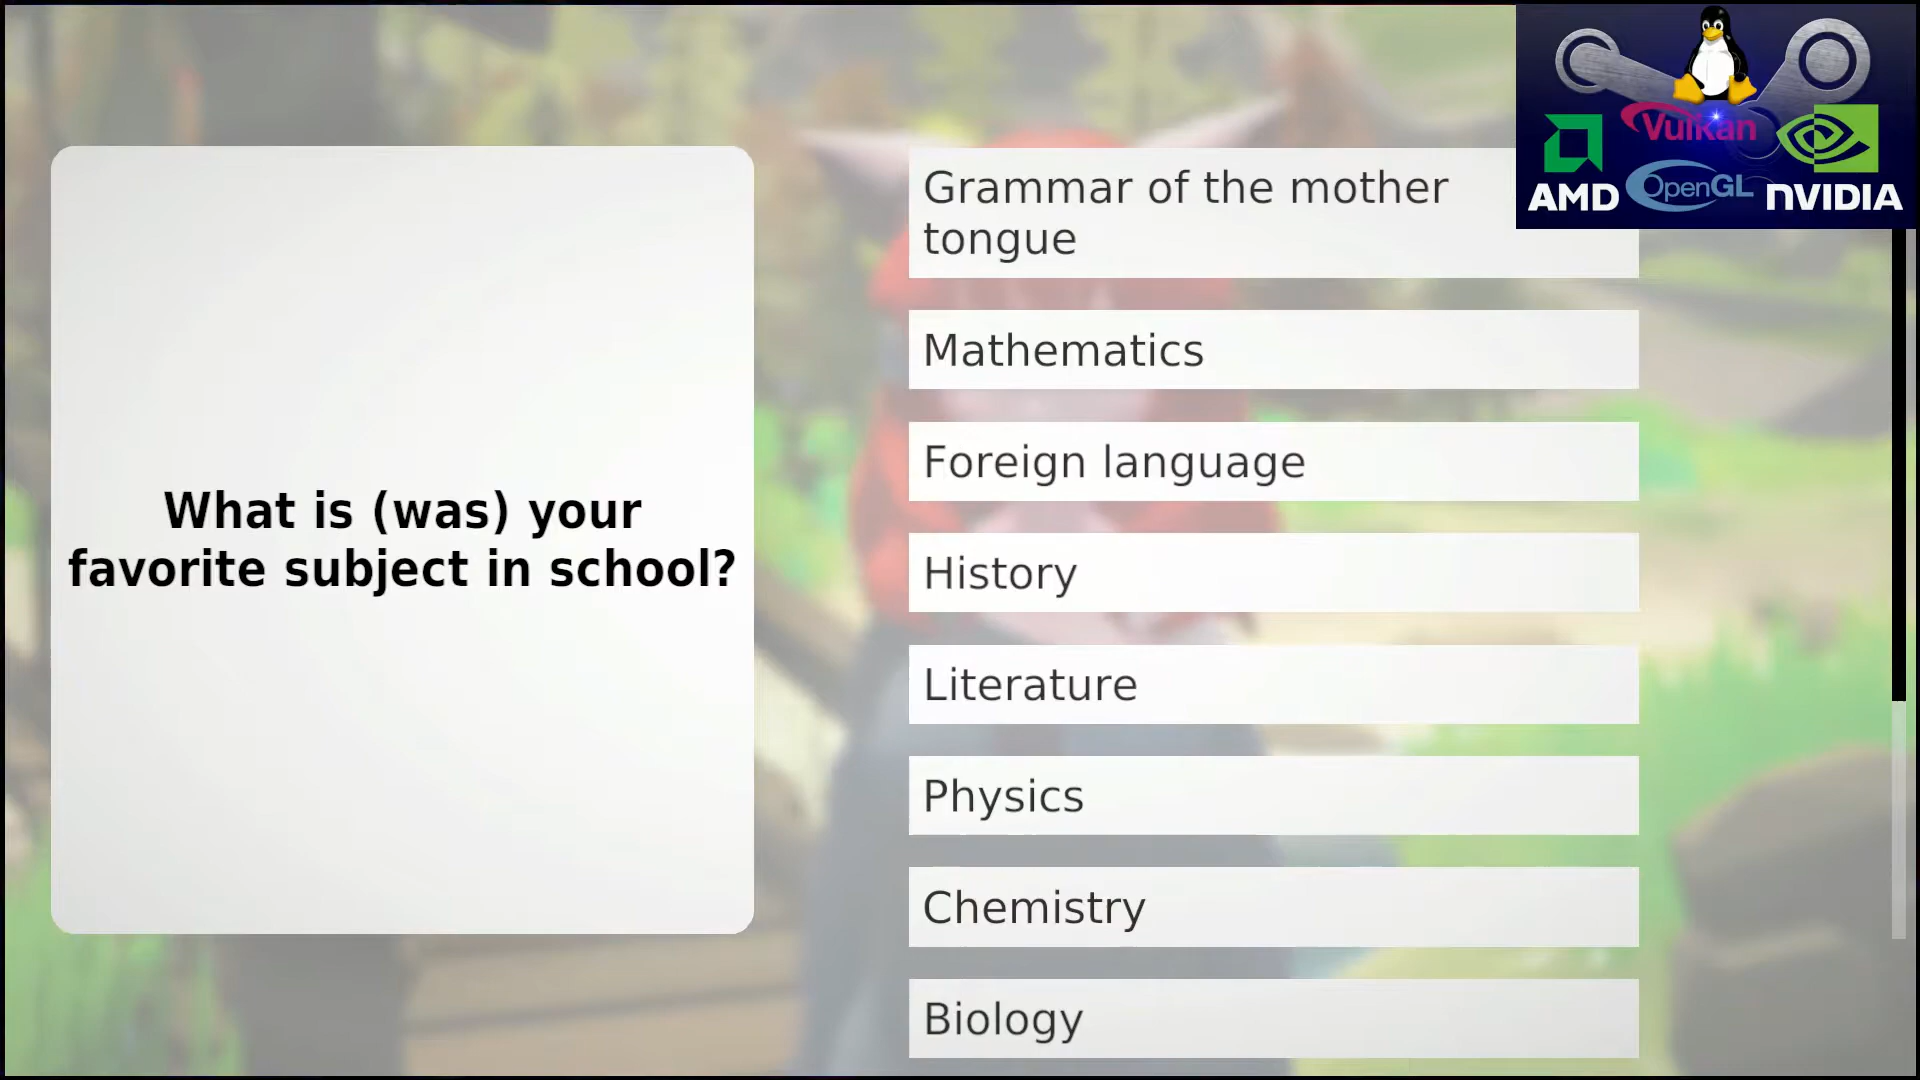 What is (was) your
favorite subject in school?
Grammar of the mother
tongue
Mathematics
Foreign language
History
Literature
Physics
Chemistry
Biology
Vulkan
AMD
OpenGL
NVIDIA